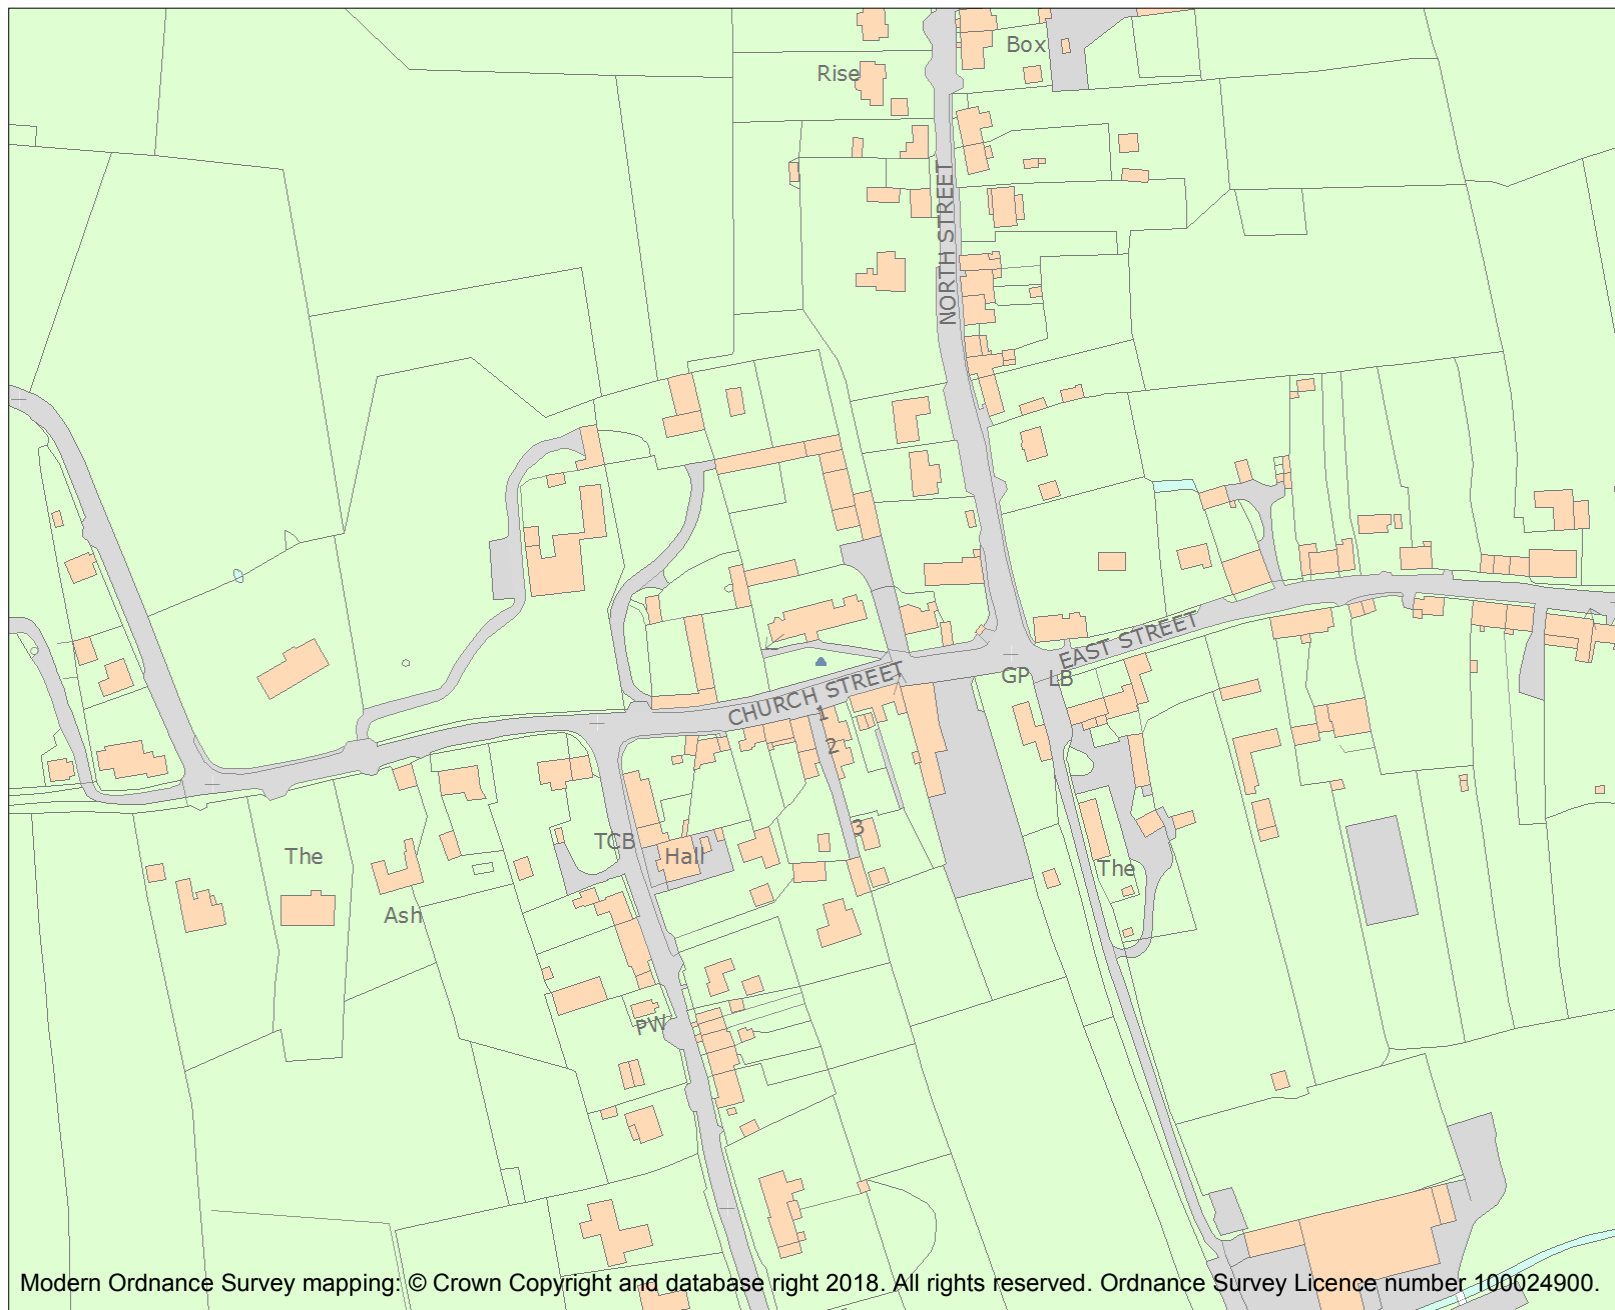 Box
Rise
NORTH STREET
EAST STREET
GP
LB
CHURCH STREET
1
2
3
TCB
Hall
The
The
Ash
PW
Modern Ordnance Survey mapping: © Crown Copyright and database right 2018. All rights reserved. Ordnance Survey Licence number 100024900.